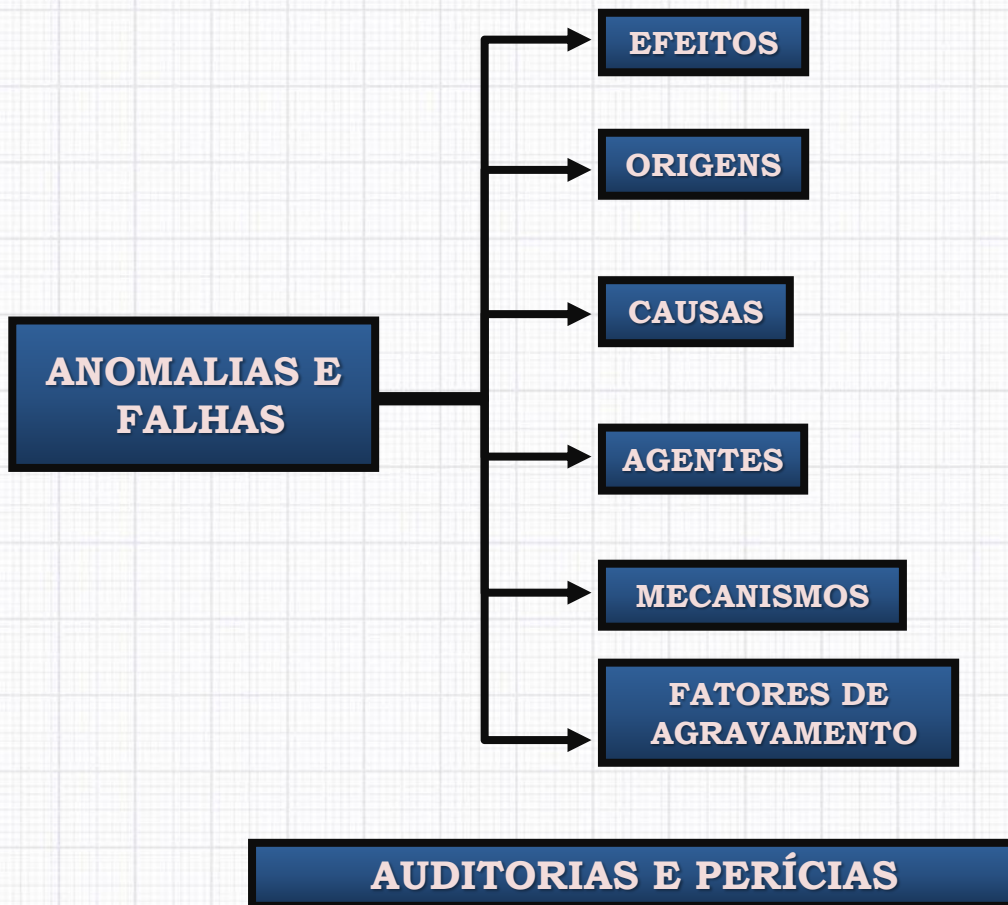 EFEITOS
ORIGENS
CAUSAS
ANOMALIAS E
FALHAS
AGENTES
MECANISMOS
FATORES DE
AGRAVAMENTO
AUDITORIAS E PERÍCIAS